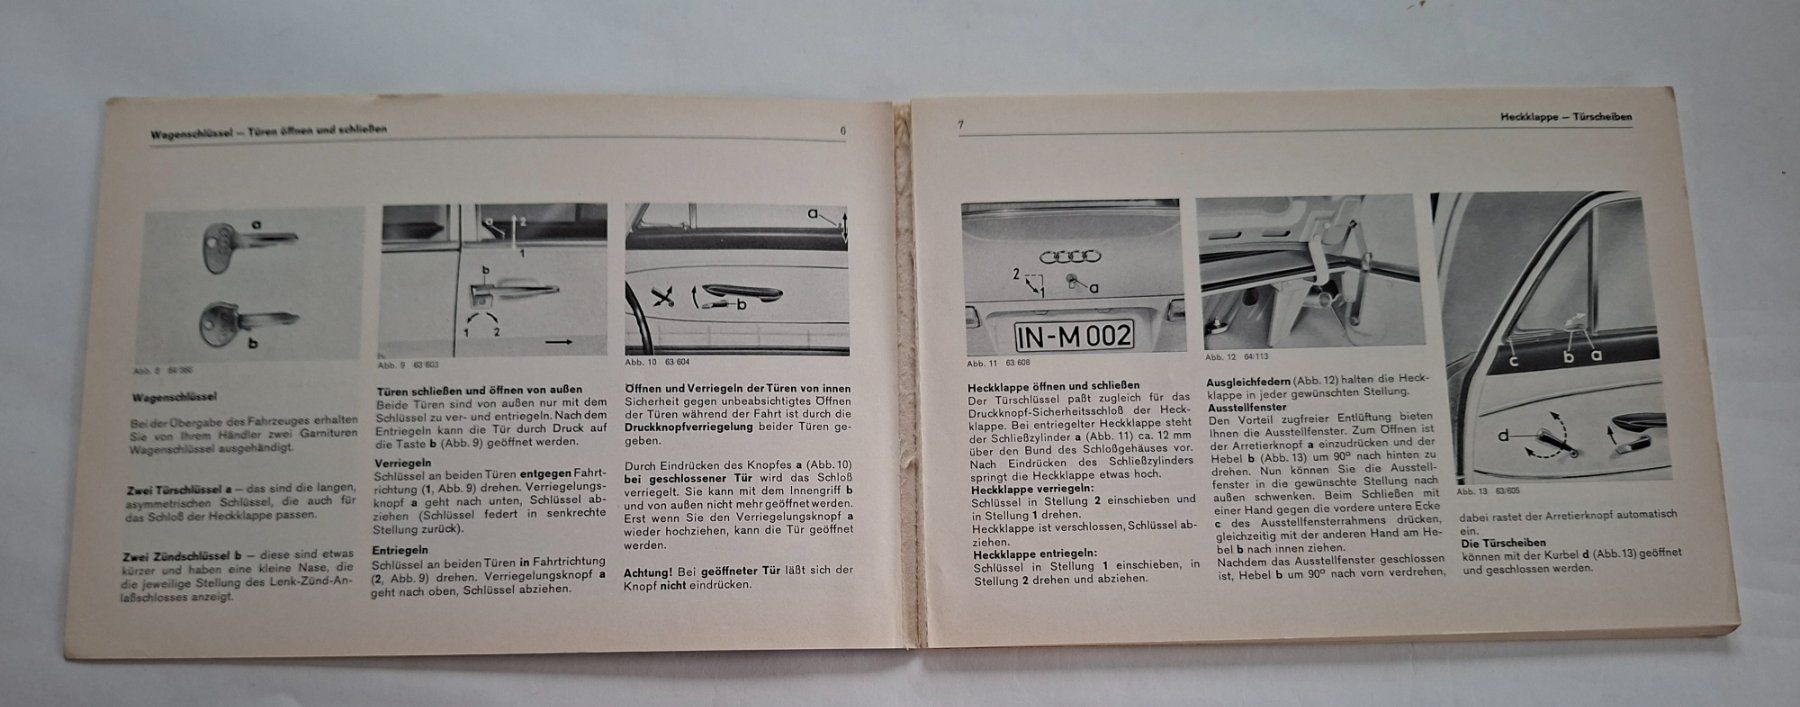 Wagenschlüssel — Türen öffnen und schließen
6
a
b
Abb. 8
Wagenschlüssel
Bei der Übergabe des Fahrzeuges erhalten
Sie von Ihrem Händler zwei Garnituren
Wagenschlüssel ausgehändigt.
Zwei Türschlüssel a — das sind die langen,
asymmetrischen Schlüssel, die auch für
das Schloß der Heckklappe passen.
Zwei Zündschlüssel b — diese sind etwas
kürzer und haben eine kleine Nase, die
die jeweilige Stellung des Lenk-Zünd-An-
laßschlosses anzeigt.
a
2
1
b
1
2
Abb. 9 63 603
Türen schließen und öffnen von außen
Beide Türen sind von außen nur mit dem
Schlüssel zu ver- und entriegeln. Nach dem
Entriegeln kann die Tür durch Druck auf
die Taste b (Abb. 9) geöffnet werden.
Verriegeln
Schlüssel an beiden Türen entgegen Fahrt-
richtung (1, Abb. 9) drehen. Verriegelungs-
knopf a geht nach unten, Schlüssel ab-
ziehen (Schlüssel federt in senkrechte
Stellung zurück).
Entriegeln
Schlüssel an beiden Türen in Fahrtrichtung
(2, Abb. 9) drehen. Verriegelungsknopf a
geht nach oben, Schlüssel abziehen.
a
b
Abb. 10 63 604
Öffnen und Verriegeln der Türen von innen
Sicherheit gegen unbeabsichtigtes Öffnen
der Türen während der Fahrt ist durch die
Druckknopfverriegelung beider Türen ge-
geben.
Durch Eindrücken des Knopfes a (Abb. 10)
bei geschlossener Tür wird das Schloß
verriegelt. Sie kann mit dem Innengriff b
und von außen nicht mehr geöffnet werden.
Erst wenn Sie den Verriegelungsknopf a
wieder hochziehen, kann die Tür geöffnet
werden.
Achtung! Bei geöffneter Tür läßt sich der
Knopf nicht eindrücken.
7
Heckklappe — Türscheiben
2
1
a
IN-M 002
Abb. 11 63 608
Heckklappe öffnen und schließen
Der Türschlüssel paßt zugleich für das
Druckknopf-Sicherheitsschloß der Heck-
klappe. Bei entriegelter Heckklappe steht
der Schließzylinder a (Abb. 11) ca. 12 mm
über den Bund des Schloßgehäuses vor.
Nach Eindrücken des Schließzylinders
springt die Heckklappe etwas hoch.
Heckklappe verriegeln:
Schlüssel in Stellung 2 einschieben und
in Stellung 1 drehen.
Heckklappe ist verschlossen, Schlüssel ab-
ziehen.
Heckklappe entriegeln:
Schlüssel in Stellung 1 einschieben, in
Stellung 2 drehen und abziehen.
Abb. 12 64/113
Ausgleichfedern (Abb. 12) halten die Heck-
klappe in jeder gewünschten Stellung.
Ausstellfenster
Den Vorteil zugfreier Entlüftung bieten
Ihnen die Ausstellfenster. Zum Öffnen ist
der Arretierknopf a einzudrücken und der
Hebel b (Abb. 13) um 90° nach hinten zu
drehen. Nun können Sie die Ausstell-
fenster in die gewünschte Stellung nach
außen schwenken. Beim Schließen mit
einer Hand gegen die vordere untere Ecke
c des Ausstellfensterrahmens drücken,
gleichzeitig mit der anderen Hand am He-
bel b nach innen ziehen.
Nachdem das Ausstellfenster geschlossen
ist, Hebel b um 90° nach vorn verdrehen,
c
b
a
d
Abb. 13
dabei rastet der Arretierknopf automatisch
ein.
Die Türscheiben
können mit der Kurbel d (Abb. 13) geöffnet
und geschlossen werden.